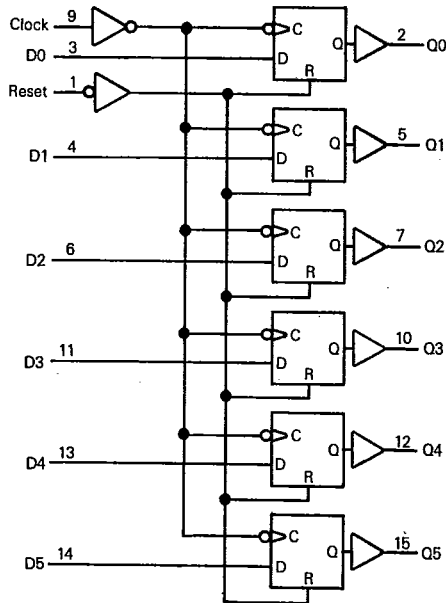 Clock 9
C Q 2 Q0
D0 3 D
Reset 1 R
C Q 5 Q1
D1 4 D
R
C Q 7 Q2
D2 6 D
R
C Q 10 Q3
D3 11 D
R
C Q 12 Q4
D4 13 D
R
C Q 15 Q5
D5 14 D
R